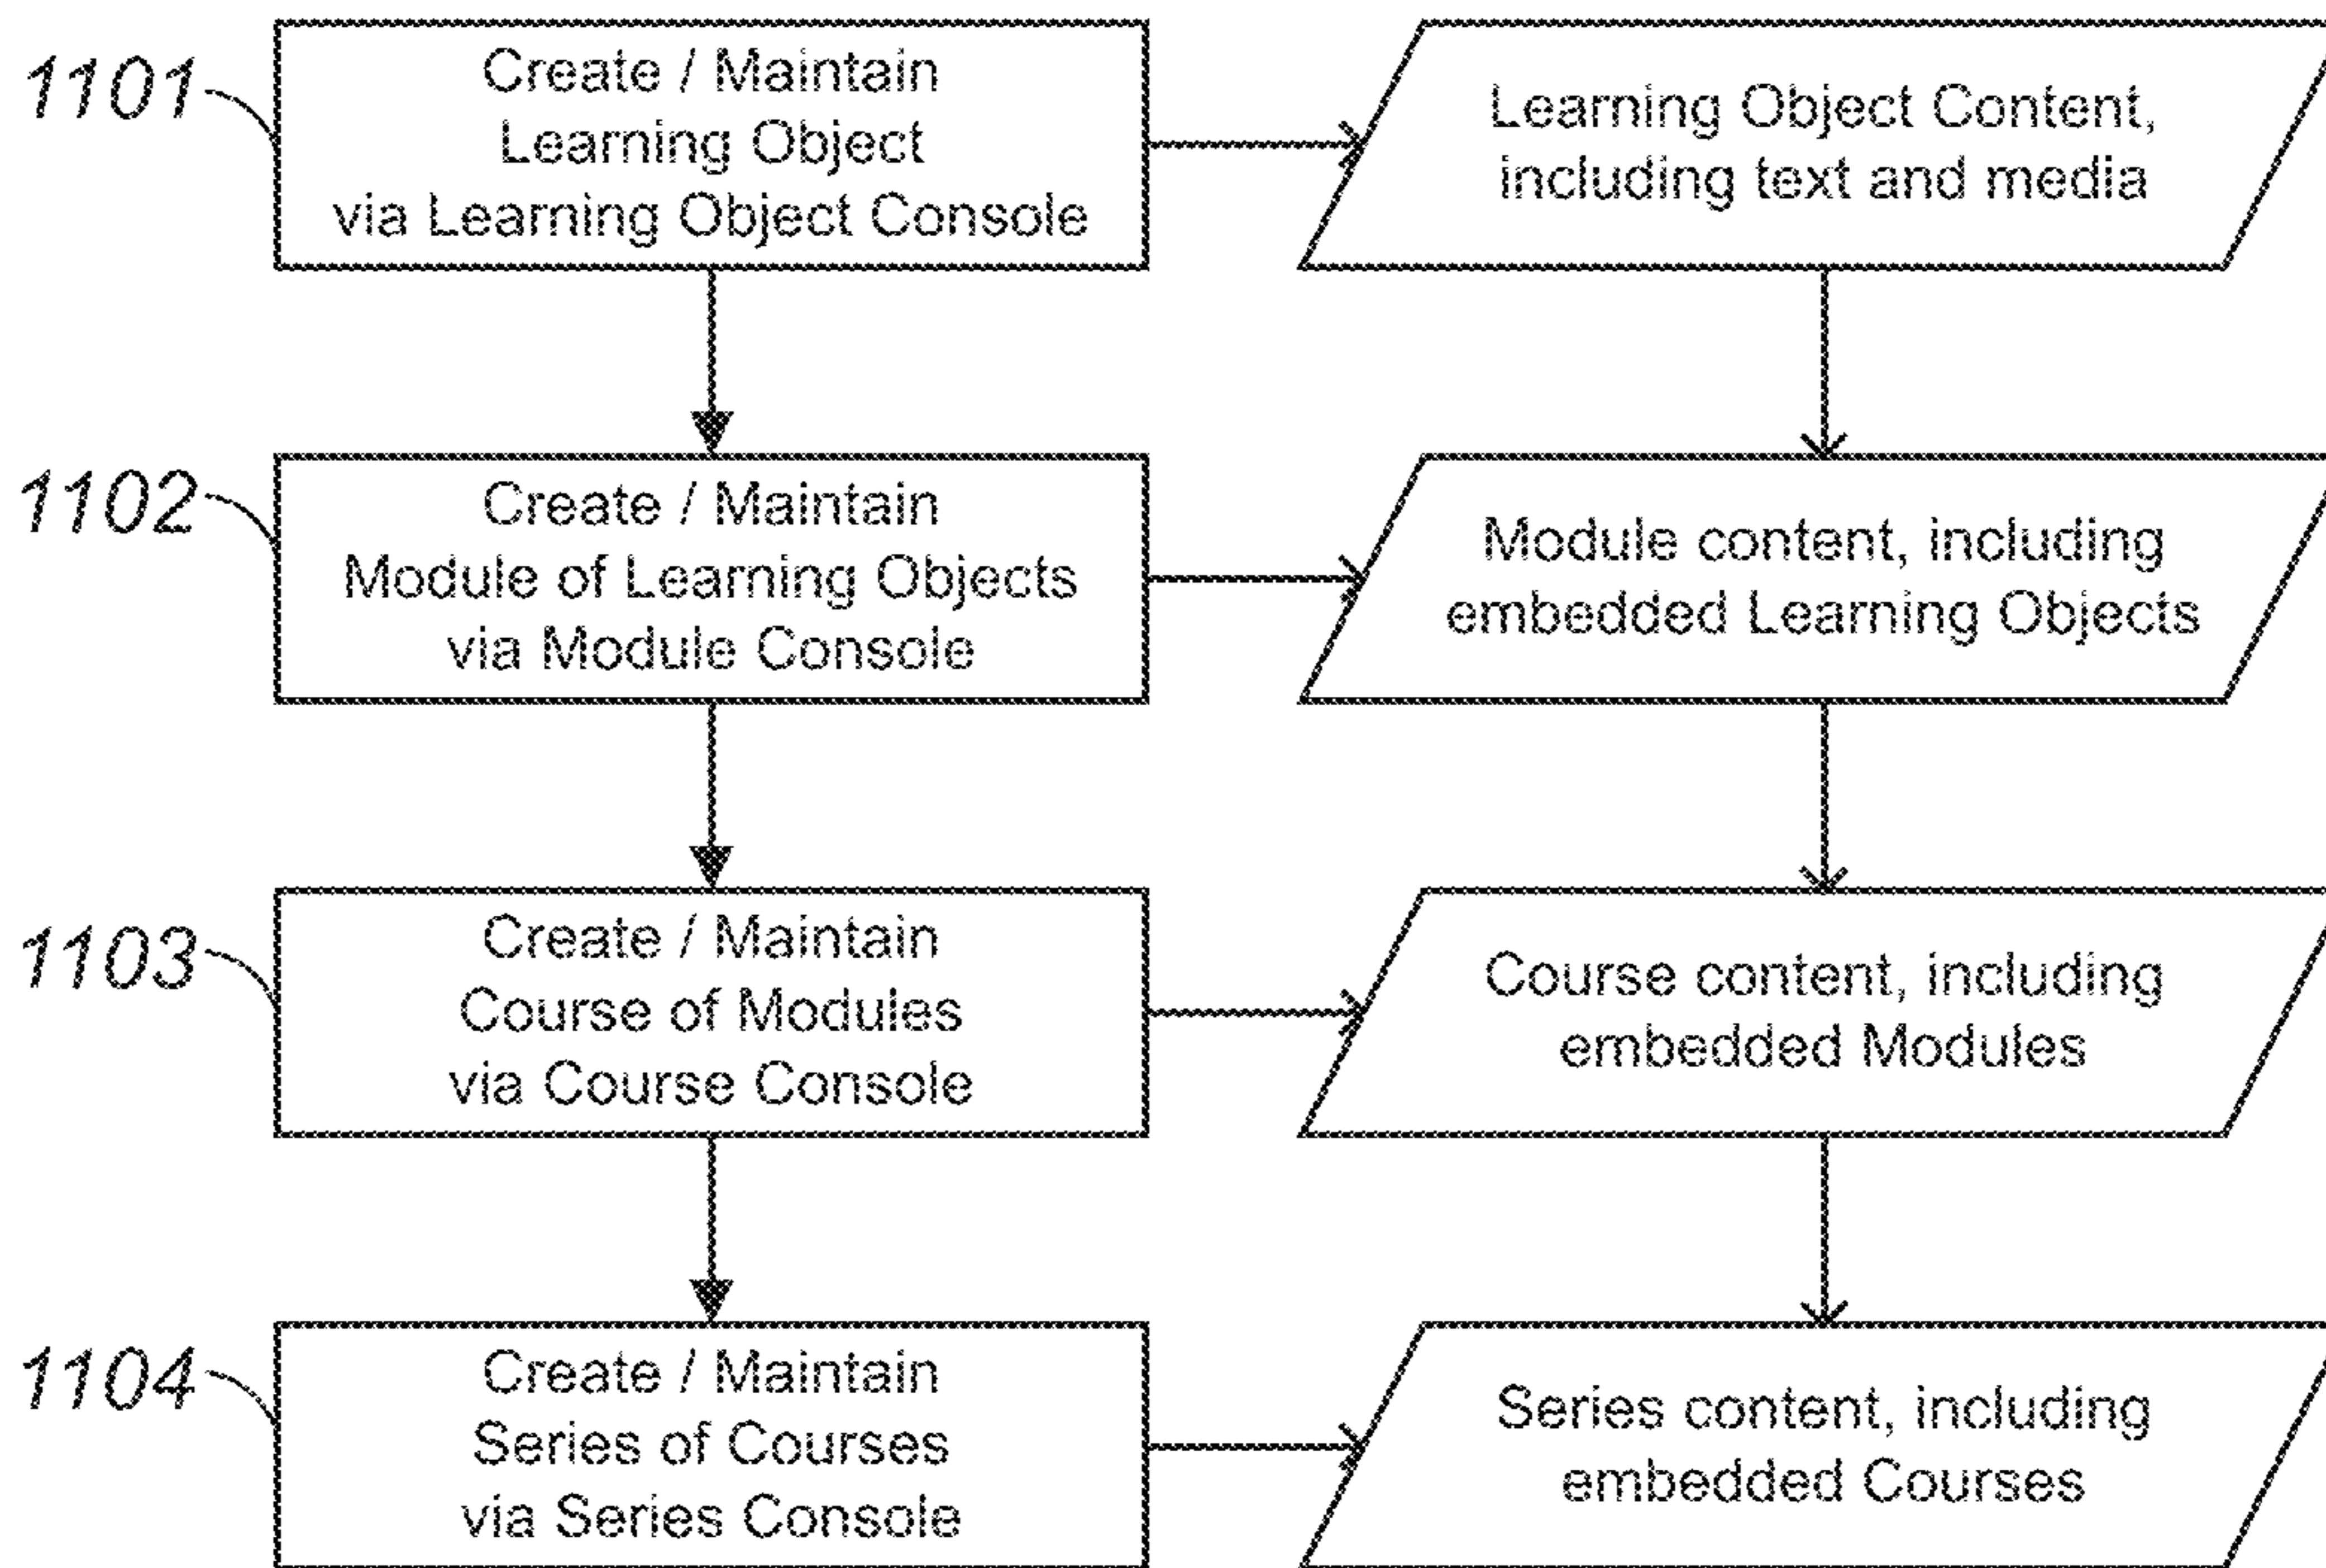 1101
Create / Maintain
Learning Object
via Learning Object Console
Learning Object Content,
including text and media
1102
Create / Maintain
Module of Learning Objects
via Module Console
Module content, including
embedded Learning Objects
1103
Create / Maintain
Course of Modules
via Course Console
Course content, including
embedded Modules
1104
Create / Maintain
Series of Courses
via Series Console
Series content, including
embedded Courses